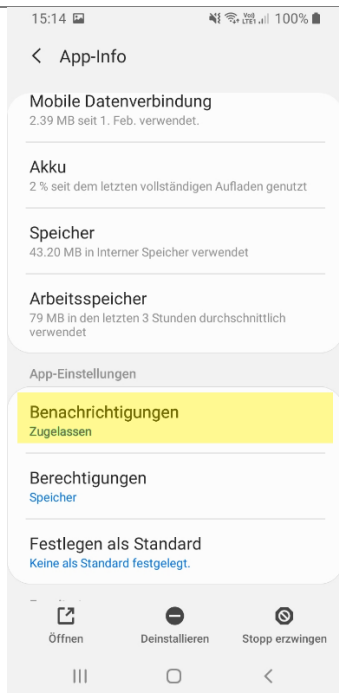 15:14 100%
App-Info
Mobile Datenverbindung
2.39 MB seit 1. Feb. verwendet.
Akku
2 % seit dem letzten vollständigen Aufladen genutzt
Speicher
43.20 MB in Interner Speicher verwendet
Arbeitsspeicher
79 MB in den letzten 3 Stunden durchschnittlich
verwendet
App-Einstellungen
Benachrichtigungen
Zugelassen
Berechtigungen
Speicher
Festlegen als Standard
Keine als Standard festgelegt.
Öffnen Deinstallieren Stopp erzwingen